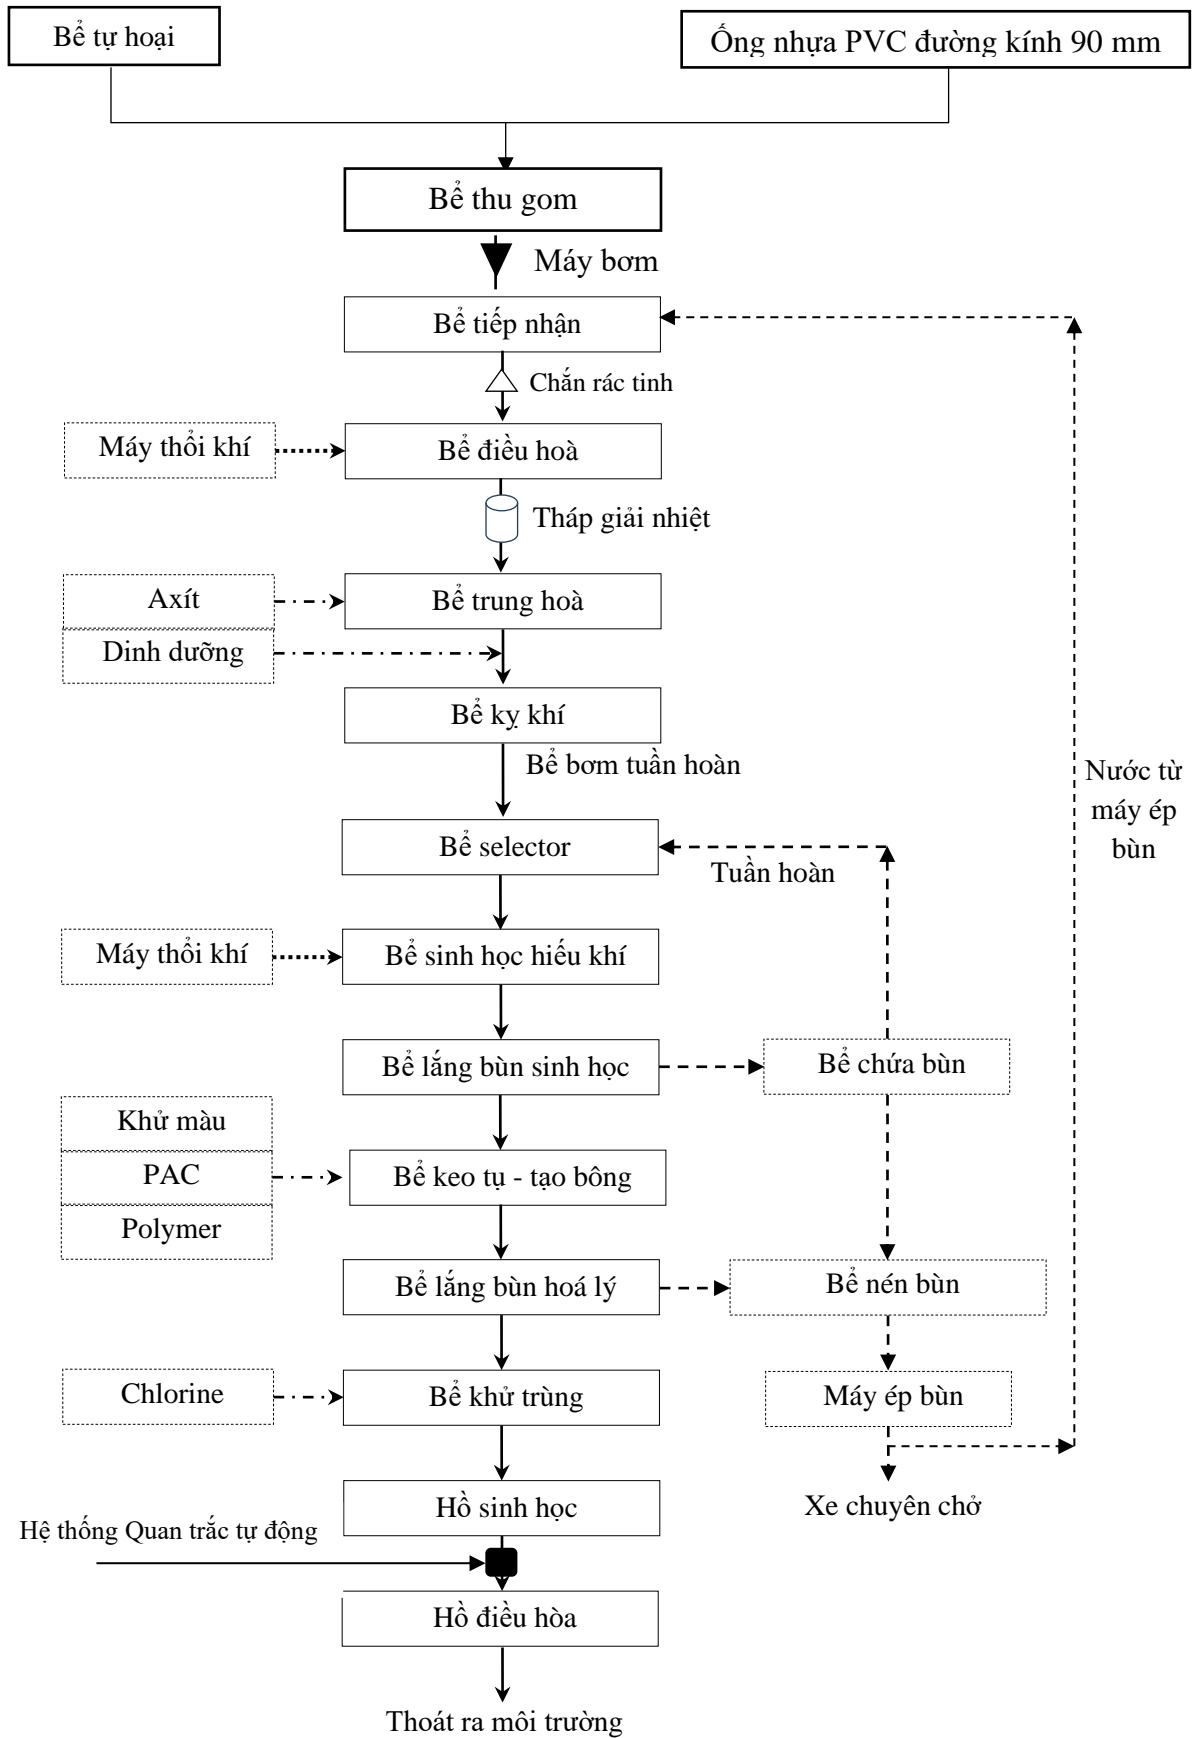 Bể tự hoại
Ống nhựa PVC đường kính 90 mm
Bể thu gom
Máy bơm
Bể tiếp nhận
Chắn rác tinh
Máy thổi khí
Bể điều hoà
Tháp giải nhiệt
Axít
Bể trung hoà
Dinh dưỡng
Bể kỵ khí
Bể bơm tuần hoàn
Nước từ
máy ép
bùn
Bể selector
Tuần hoàn
Máy thổi khí
Bể sinh học hiếu khí
Bể lắng bùn sinh học
Bể chứa bùn
Khử màu
PAC
Bể keo tụ - tạo bông
Polymer
Bể lắng bùn hoá lý
Bể nén bùn
Chlorine
Bể khử trùng
Máy ép bùn
Hồ sinh học
Xe chuyên chở
Hệ thống Quan trắc tự động
Hồ điều hòa
Thoát ra môi trường